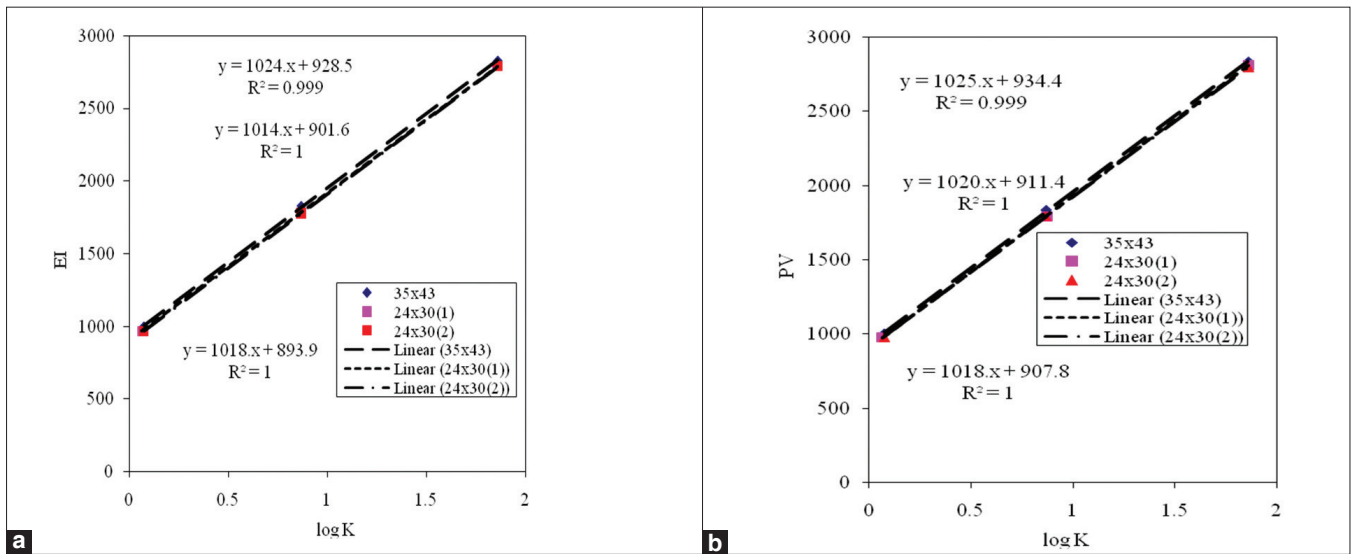 3000
2500
2000
1500
1000
500
0
EI
y = 1024.x + 928.5
R² = 0.999
y = 1014.x + 901.6
R² = 1
y = 1018.x + 893.9
R² = 1
35x43
24x30(1)
24x30(2)
Linear (35x43)
Linear (24x30(1))
Linear (24x30(2))
0 0.5 1 1.5 2
log K
a
3000
2500
2000
1500
1000
500
0
PV
y = 1025.x + 934.4
R² = 0.999
y = 1020.x + 911.4
R² = 1
y = 1018.x + 907.8
R² = 1
35x43
24x30(1)
24x30(2)
Linear (35x43)
Linear (24x30(1))
Linear (24x30(2))
0 0.5 1 1.5 2
log K
b